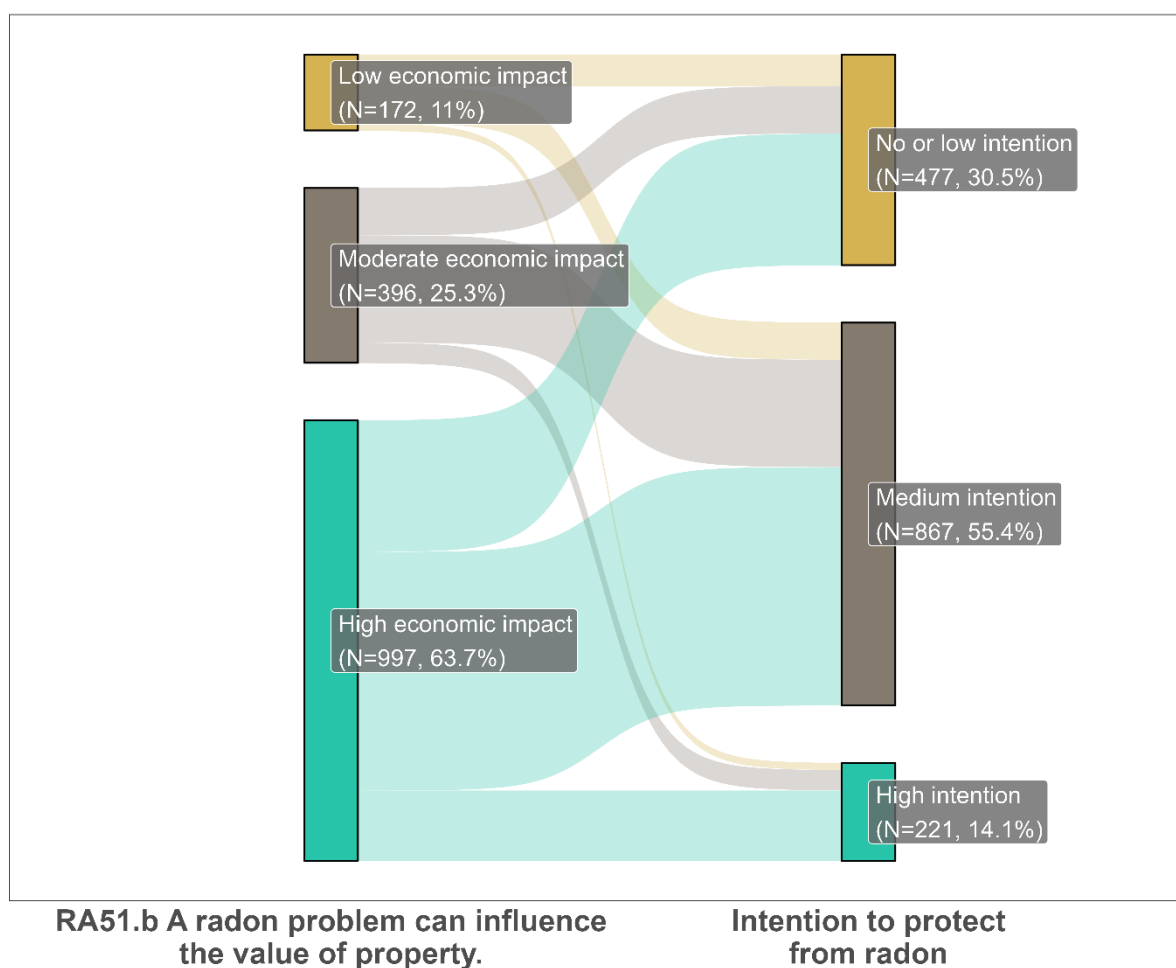 Low economic impact
(N=172, 11%)
Moderate economic impact
(N=396, 25.3%)
High economic impact
(N=997, 63.7%)
No or low intention
(N=477, 30.5%)
Medium intention
(N=867, 55.4%)
High intention
(N=221, 14.1%)
RA51.b A radon problem can influence
the value of property.
Intention to protect
from radon